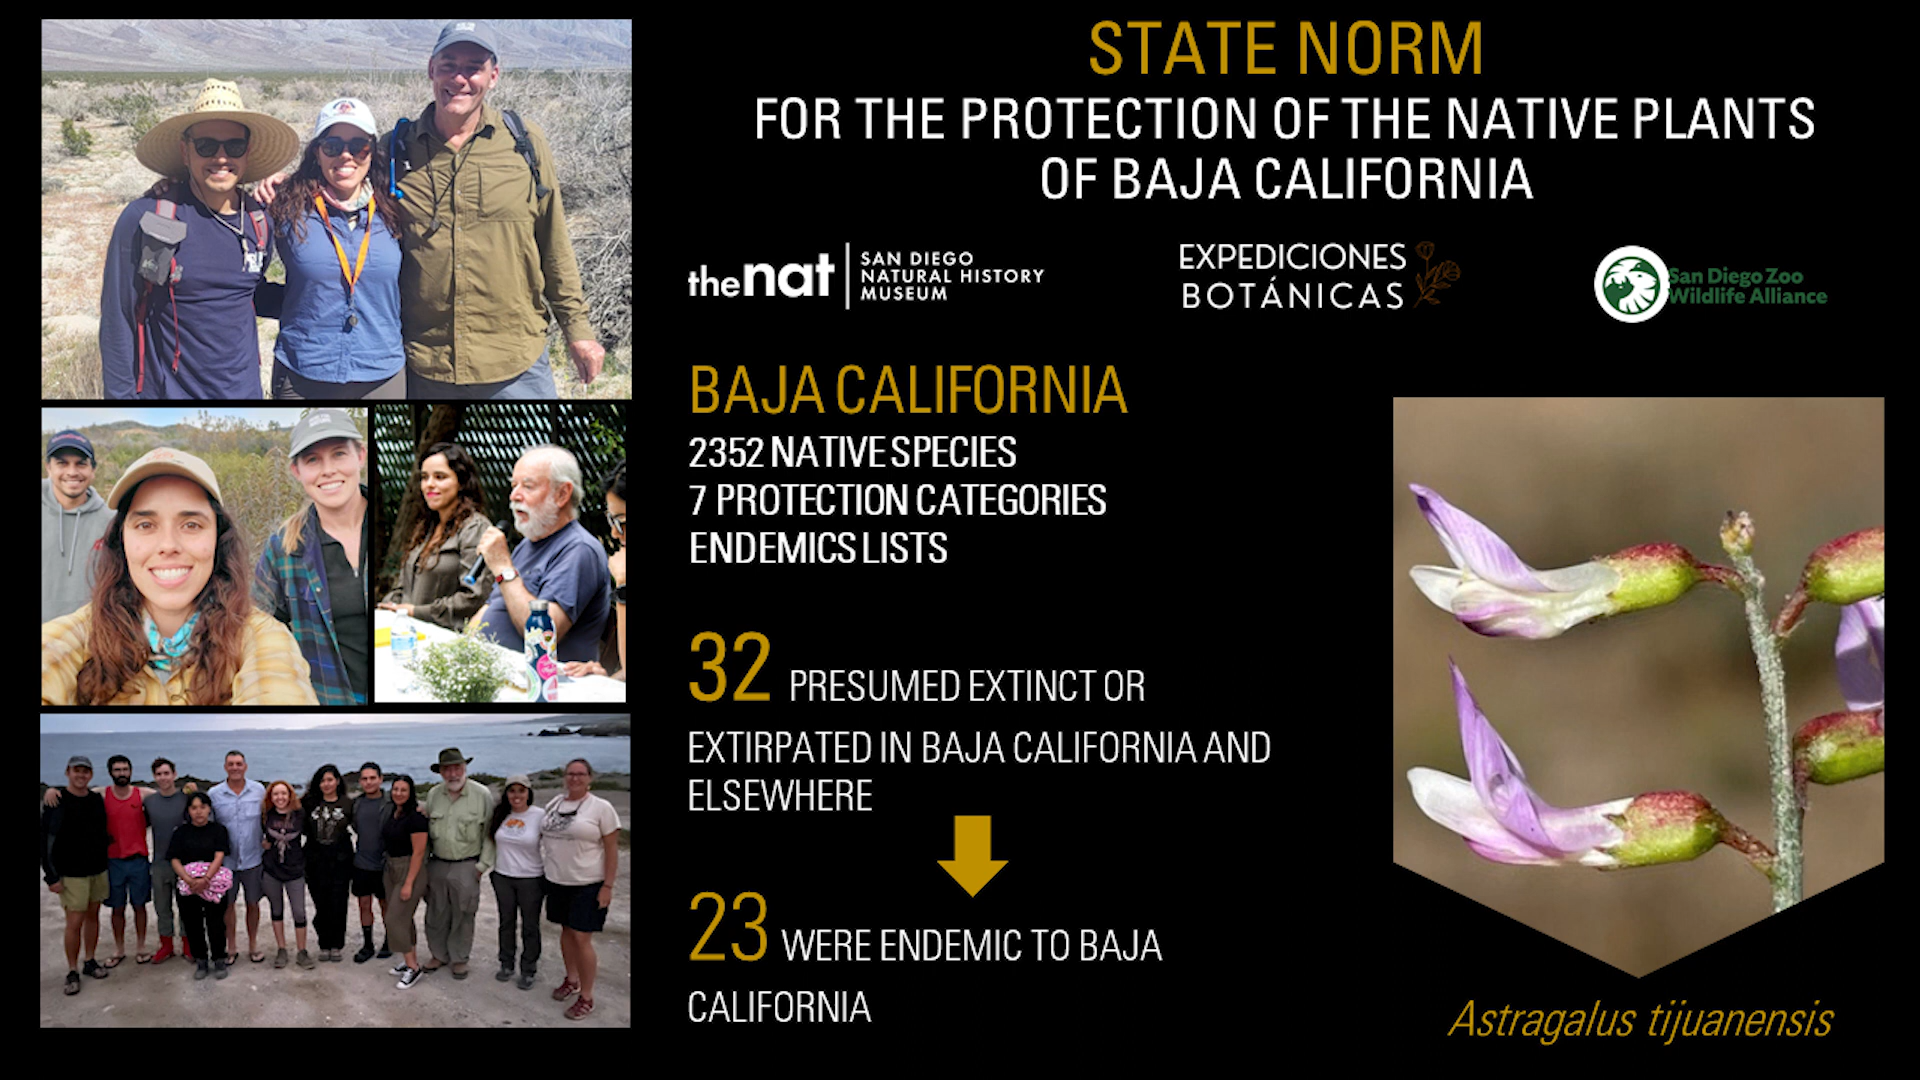 STATE NORM
FOR THE PROTECTION OF THE NATIVE PLANTS
OF BAJA CALIFORNIA
thenat
SAN DIEGO
NATURAL HISTORY
MUSEUM
EXPEDICIONES
BOTÁNICAS
San Diego Zoo
Wildlife Alliance
BAJA CALIFORNIA
2352 NATIVE SPECIES
7 PROTECTION CATEGORIES
ENDEMICS LISTS
32 PRESUMED EXTINCT OR
EXTIRPATED IN BAJA CALIFORNIA AND
ELSEWHERE
23 WERE ENDEMIC TO BAJA
CALIFORNIA
Astragalus tijuanensis